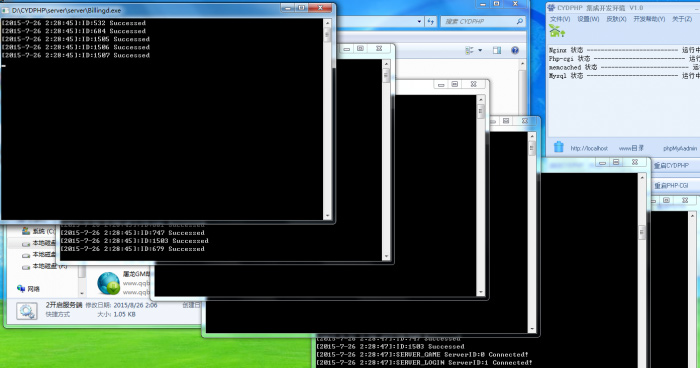 D:\CYDPHP\server\server\Billingd.exe
[2015-7-26 2:28:45]:ID:532 Successed
[2015-7-26 2:28:45]:ID:684 Successed
[2015-7-26 2:28:45]:ID:1505 Successed
[2015-7-26 2:28:45]:ID:1506 Successed
[2015-7-26 2:28:45]:ID:1507 Successed
搜索 CYDPHP
CYDPHP 集成开发环境 V1.0
文件(V) 设置(W) 皮肤(X) 开发帮助(Y) 关于(Z)
Nginx 状态 ---------------------- 运行中
Php-cgi 状态 ---------------------- 运行
memcached 状态 ---------------------- 运
Mysql 状态 ---------------------- 运行中
http://localhost www目录 phpMyAdmin
重启CYDPHP
重启PHP-CGI
[2015-7-26 2:28:45]:ID:747 Successed
[2015-7-26 2:28:45]:ID:1503 Successed
[2015-7-26 2:28:45]:ID:679 Successed
系统 (C:
本地磁盘
本地磁盘
本地磁盘 (F:)
网络
屠龙GM
www.qqb
www.qql
2开启服务端 修改日期: 2015/8/26 2:06 创建日
快捷方式 大小: 1.05 KB
[2015-7-26 2:28:47]:ID:747 Successed
[2015-7-26 2:28:47]:ID:1503 Successed
[2015-7-26 2:28:47]:SERVER_GAME ServerID:0 Connected!
[2015-7-26 2:28:47]:SERVER_LOGIN ServerID:1 Connected!